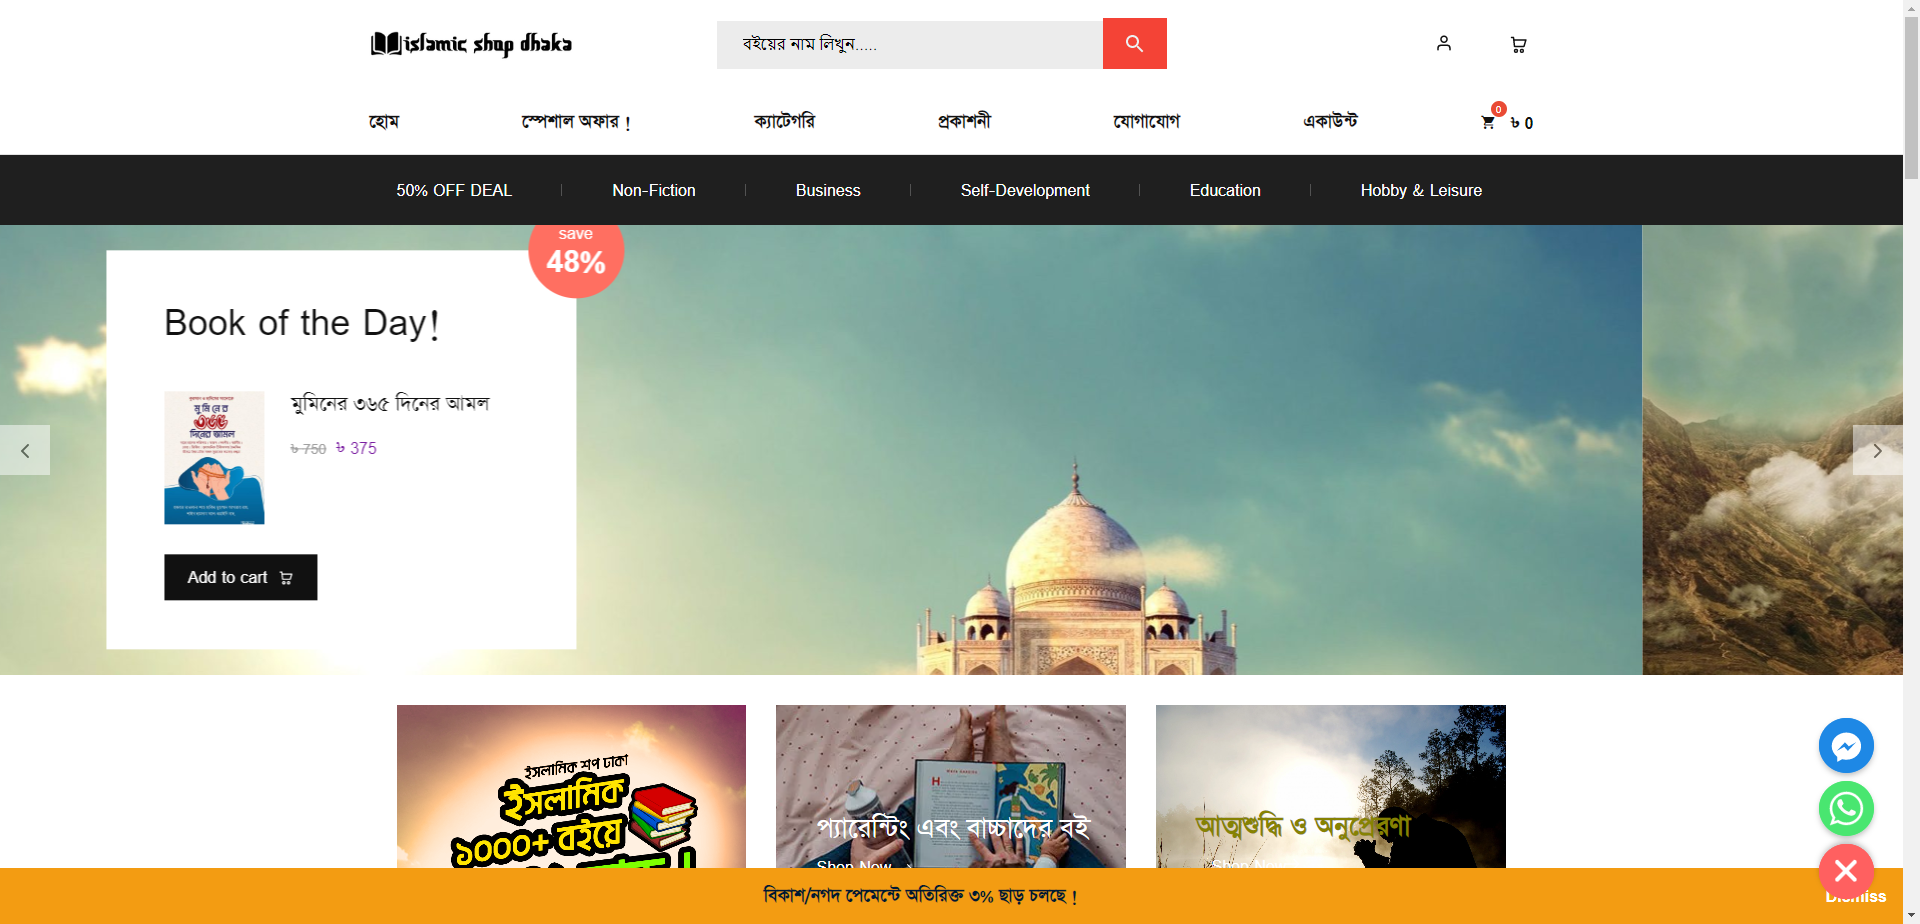 islamic shop dhaka
বইয়ের নাম লিখুন.....
হোম
স্পেশাল অফার !
ক্যাটেগরি
প্রকাশনী
যোগাযোগ
একাউন্ট
0
৳ 0
50% OFF DEAL
Non-Fiction
Business
Self-Development
Education
Hobby & Leisure
save
48%
Book of the Day!
মুমিনের
৩৬৫
দিনের আমল
মুমিনের ৩৬৫ দিনের আমল
৳ 750 ৳ 375
Add to cart
ইসলামিক শপ ঢাকা
ইসলামিক
১০০০+ বইয়ে
প্যারেন্টিং এবং বাচ্চাদের বই
Shop Now
আত্মশুদ্ধি ও অনুপ্রেরণা
Shop Now
বিকাশ/নগদ পেমেন্টে অতিরিক্ত ৩% ছাড় চলছে !
Dismiss